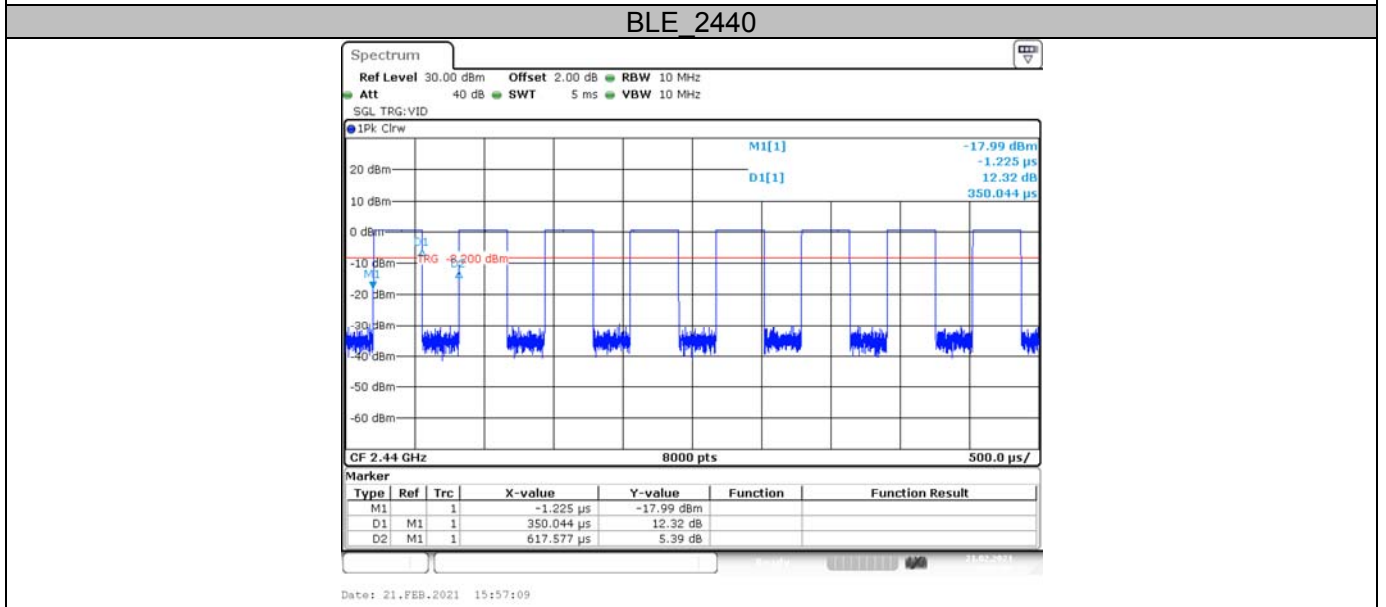 BLE_2440
Spectrum
Ref Level 30.00 dBm Offset 2.00 dB RBW 10 MHz
Att 40 dB SWT 5 ms VBW 10 MHz
SGL TRG:VID
1Pk Clrw
M1[1] -17.99 dBm
-1.225 µs
20 dBm
D1[1] 12.32 dB
350.044 µs
10 dBm
0 dBm
D1
TRG -8.200 dBm
-10 dBm
D2
M1
-20 dBm
-30 dBm
-40 dBm
-50 dBm
-60 dBm
CF 2.44 GHz 8000 pts 500.0 µs/
Marker
Type Ref Trc X-value Y-value Function Function Result
M1 1 -1.225 µs -17.99 dBm
D1 M1 1 350.044 µs 12.32 dB
D2 M1 1 617.577 µs 5.39 dB
Ready 21.02.2021
Date: 21.FEB.2021 15:57:09